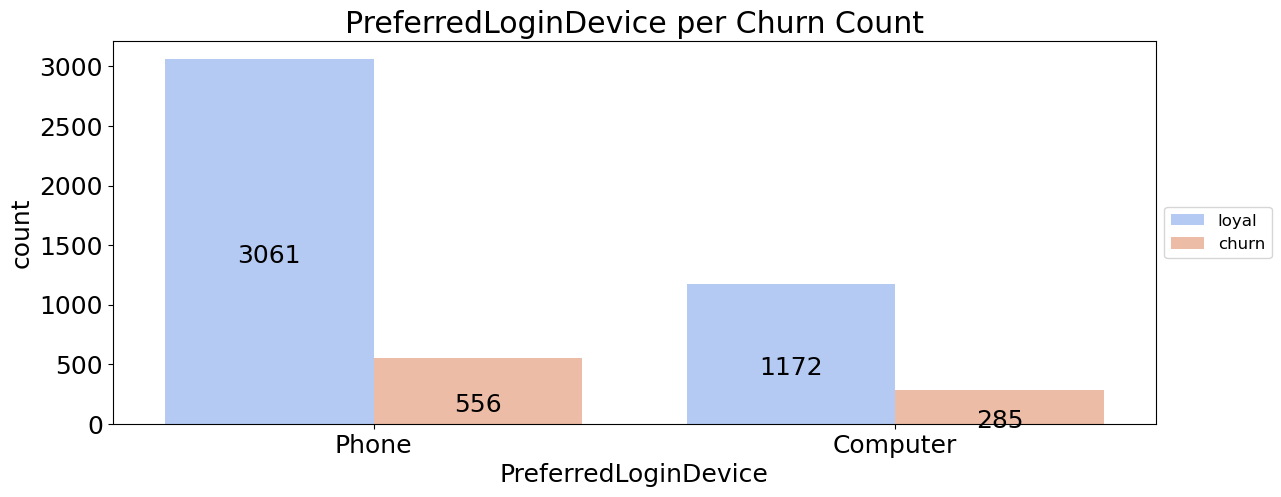 PreferredLoginDevice per Churn Count
count
3000
2500
2000
1500
1000
500
0
3061
556
1172
285
Phone
Computer
PreferredLoginDevice
loyal
churn